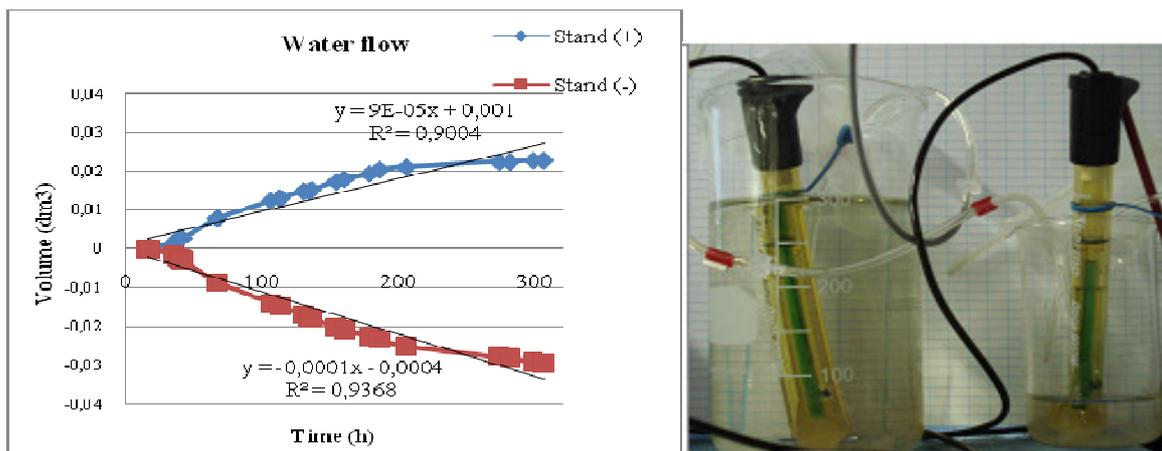 Water flow
Stand (+)
Stand (-)
y = 9E-05x + 0,001
R² = 0,9004
0,04
0,03
0,02
0,01
0
-0,01
-0,02
-0,03
-0,04
Volume (dm3)
0
100
200
300
y = -0,0001x - 0,0004
R² = 0,9368
Time (h)
200
100